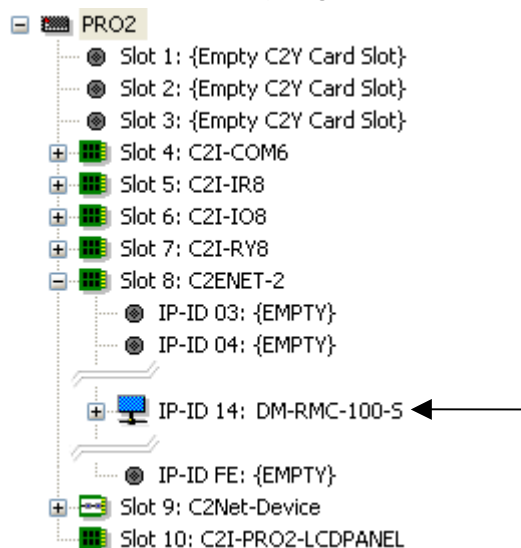 PRO2
Slot 1: {Empty C2Y Card Slot}
Slot 2: {Empty C2Y Card Slot}
Slot 3: {Empty C2Y Card Slot}
Slot 4: C2I-COM6
Slot 5: C2I-IR8
Slot 6: C2I-IO8
Slot 7: C2I-RY8
Slot 8: C2ENET-2
IP-ID 03: {EMPTY}
IP-ID 04: {EMPTY}
IP-ID 14: DM-RMC-100-S
IP-ID FE: {EMPTY}
Slot 9: C2Net-Device
Slot 10: C2I-PRO2-LCDPANEL